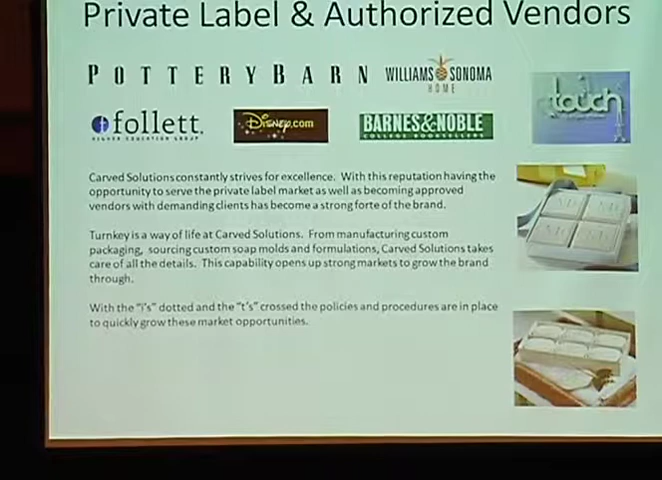 Private Label & Authorized Vendors
POTTERY BARN WILLIAMS SONOMA
HOME
follett.
HIGHER EDUCATION GROUP
Disney.com
BARNES&NOBLE
COLLEGE BOOKSELLERS
touch
Carved Solutions constantly strives for excellence. With this reputation having the
opportunity to serve the private label market as well as becoming approved
vendors with demanding clients has become a strong forte of the brand.
Turnkey is a way of life at Carved Solutions. From manufacturing custom
packaging, sourcing custom soap molds and formulations, Carved Solutions takes
care of all the details. This capability opens up strong markets to grow the brand
through.
With the "i's" dotted and the "t's" crossed the policies and procedures are in place
to quickly grow these market opportunities.